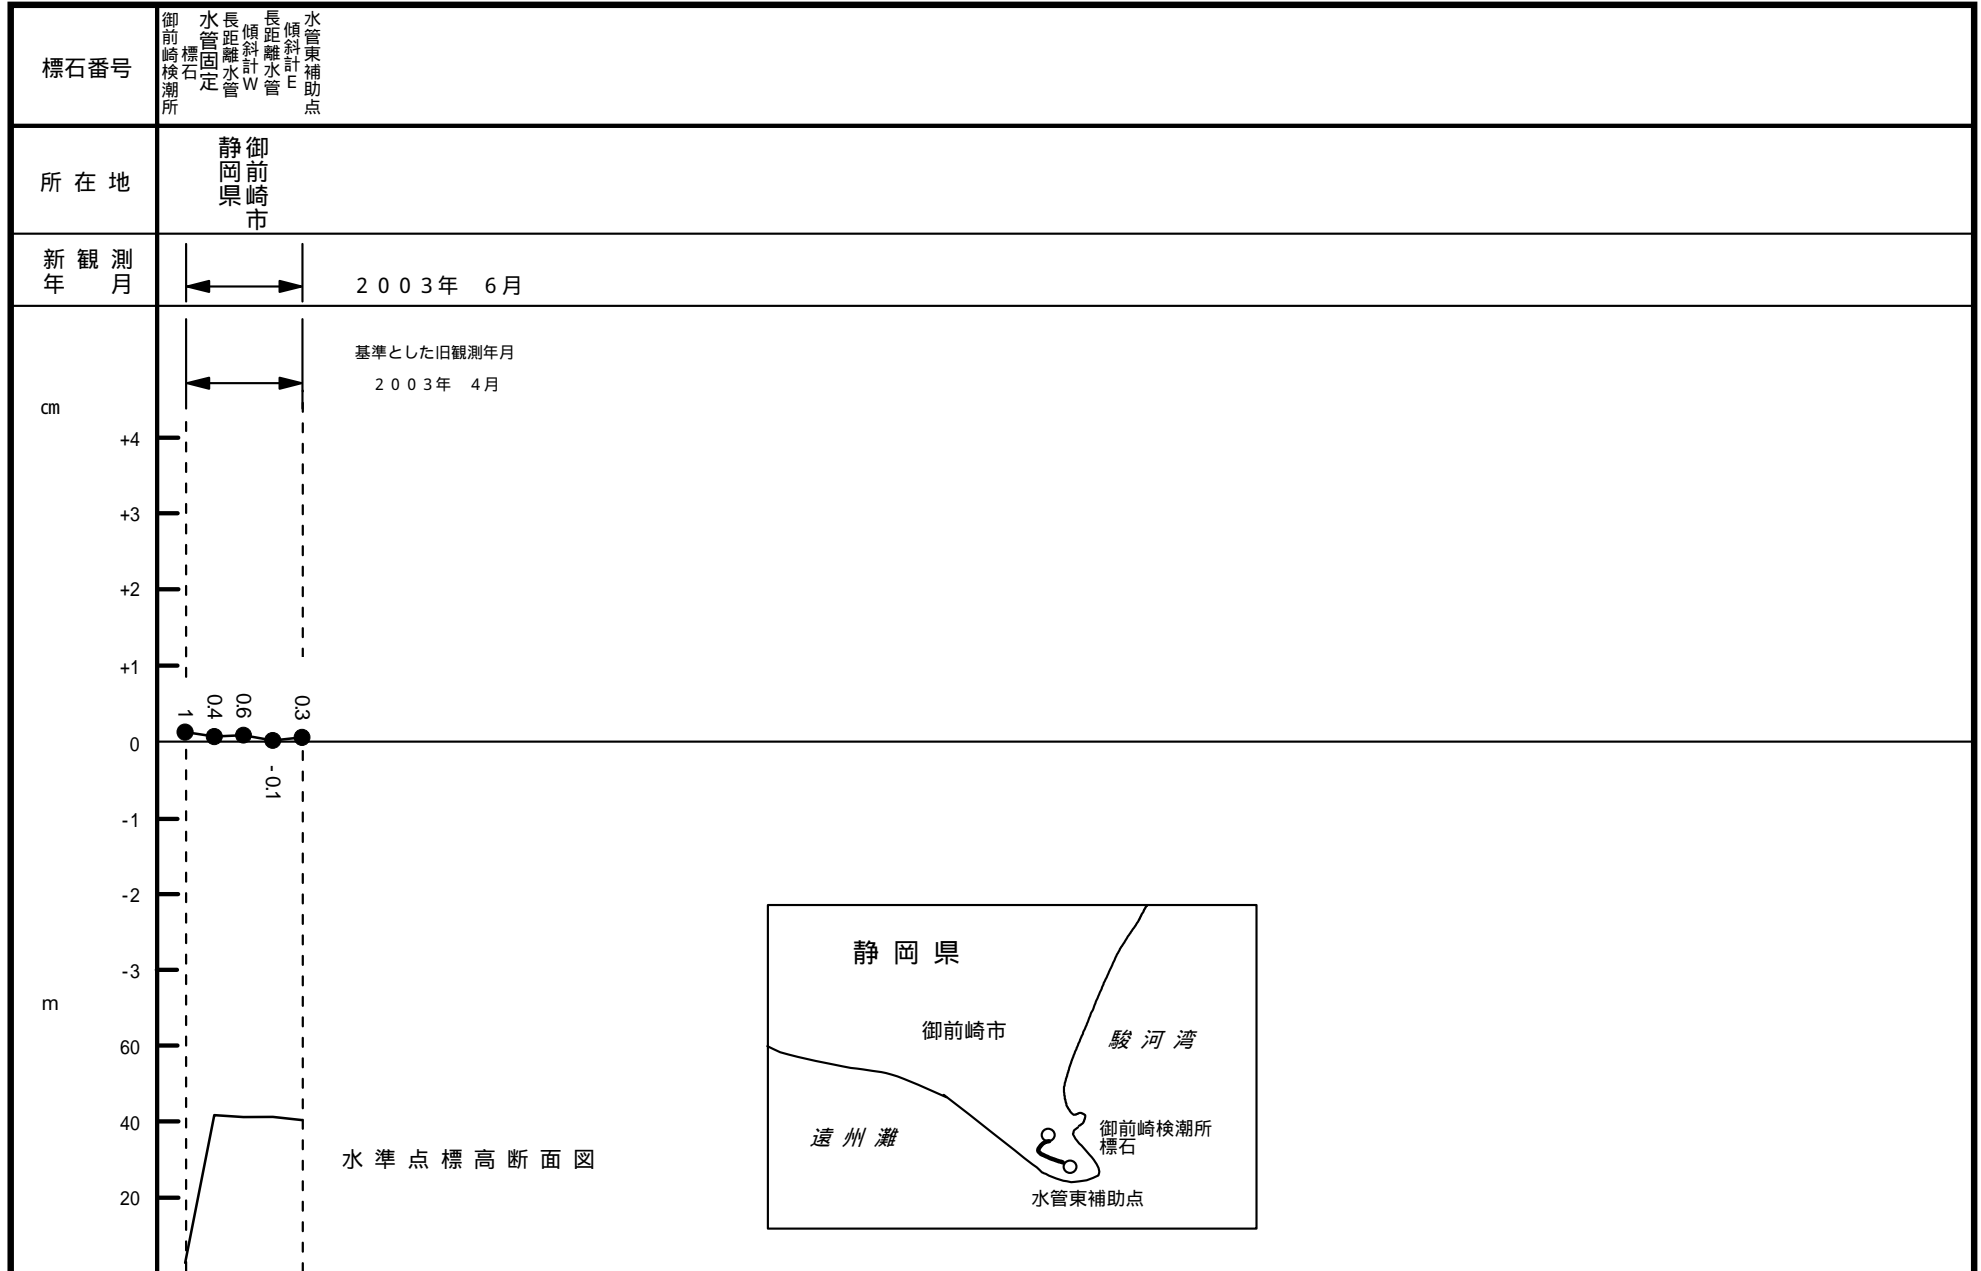 標石番号
御前崎検潮所
標石
水管固定
長距離水管
傾斜計W
長距離水管
傾斜計E
水管東補助点
所 在 地
静岡県
御前崎市
新 観 測
年 月
2003年 6月
基準とした旧観測年月
2003年 4月
cm
+4
+3
+2
+1
0
-1
-2
-3
1
0.4
0.6
-0.1
0.3
m
60
40
20
水準点標高断面図
静岡県
御前崎市
駿河湾
遠州灘
御前崎検潮所
標石
水管東補助点